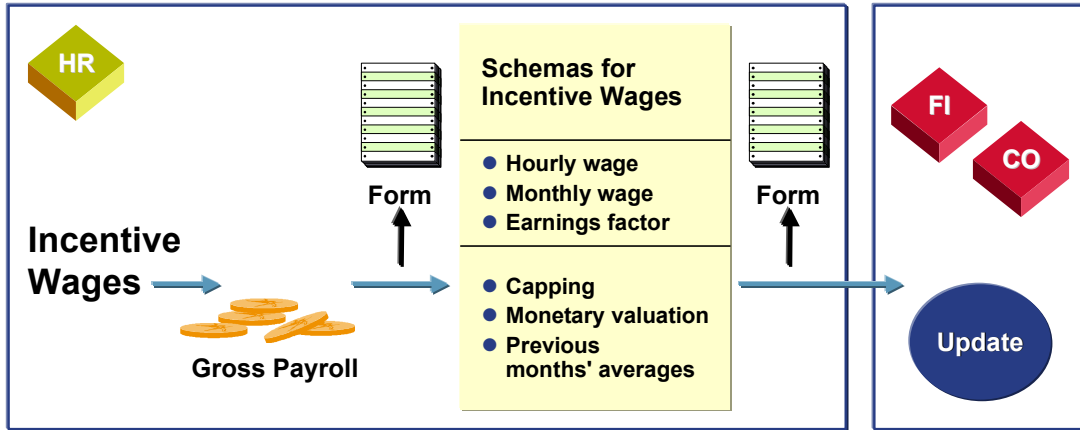 HR
Incentive
Wages
Gross Payroll
Form
Schemas for
Incentive Wages
Hourly wage
Monthly wage
Earnings factor
Capping
Monetary valuation
Previous
months' averages
Form
FI
CO
Update